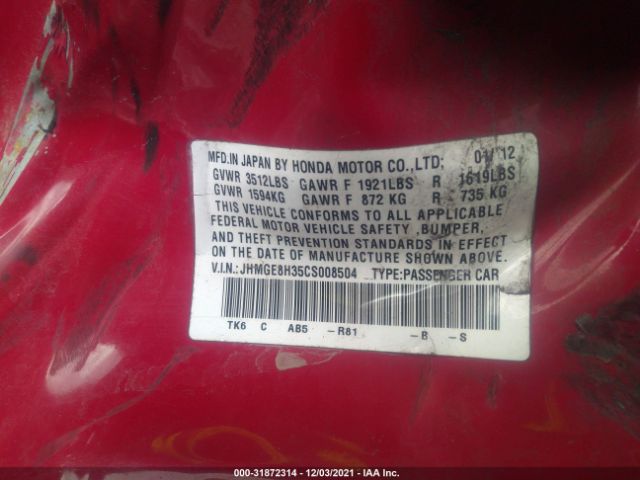 MFD.IN JAPAN BY HONDA MOTOR CO.,LTD: 01/12
GVWR 3512LBS GAWR F 1921LBS R 1619LBS
GVWR 1594KG GAWR F 872 KG R 735 KG
THIS VEHICLE CONFORMS TO ALL APPLICABLE
FEDERAL MOTOR VEHICLE SAFETY ,BUMPER,
AND THEFT PREVENTION STANDARDS IN EFFECT
ON THE DATE OF MANUFACTURE SHOWN ABOVE.
V.I.N.: JHMGE8H35CS008504 TYPE:PASSENGER CAR
TK6 C AB5 -R81 -B -S
000-31872314 - 12/03/2021 - IAA Inc.